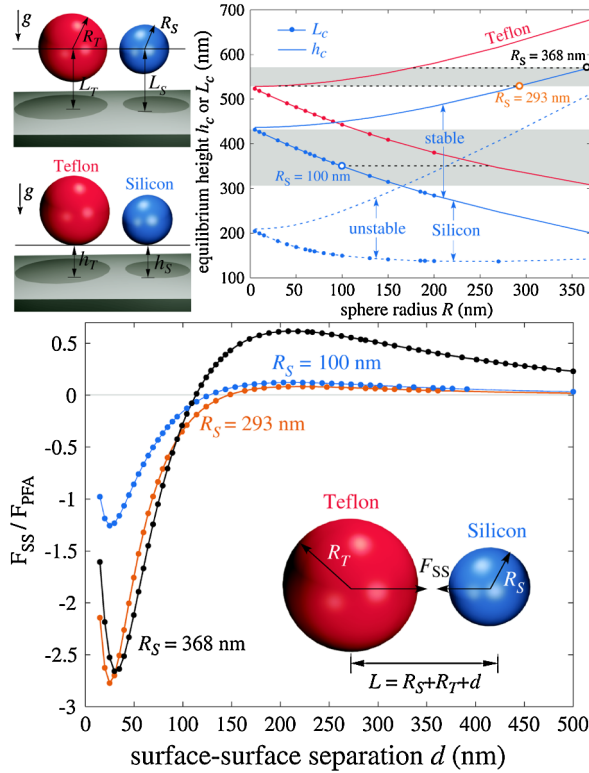 g
R_T
R_S
L_T
L_S
Teflon
Silicon
g
h_T
h_S
equilibrium height h_c or L_c (nm)
700
600
500
400
300
200
100
L_c
h_c
Teflon
R_S = 368 nm
R_S = 293 nm
stable
R_S = 100 nm
unstable
Silicon
0 50 100 150 200 250 300 350
sphere radius R (nm)
F_SS / F_PFA
0.5
0
-0.5
-1
-1.5
-2
-2.5
-3
R_S = 100 nm
R_S = 293 nm
R_S = 368 nm
Teflon
Silicon
R_T
F_SS
R_S
L = R_S+R_T+d
0 50 100 150 200 250 300 350 400 450 500
surface-surface separation d (nm)